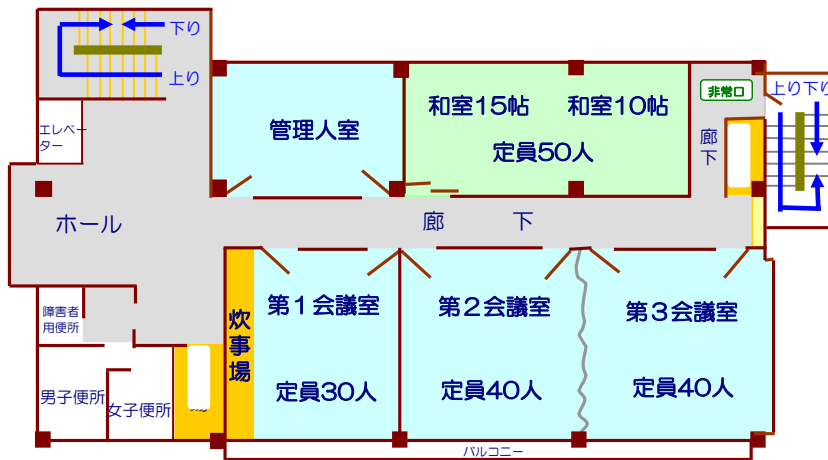 下り
上り
非常口
上り下り
エレベー
ター
管理人室
和室15帖
和室10帖
定員50人
廊
下
ホール
廊 下
障害者
用便所
炊
事
場
第1会議室
定員30人
第2会議室
定員40人
第3会議室
定員40人
男子便所
女子便所
バルコニー